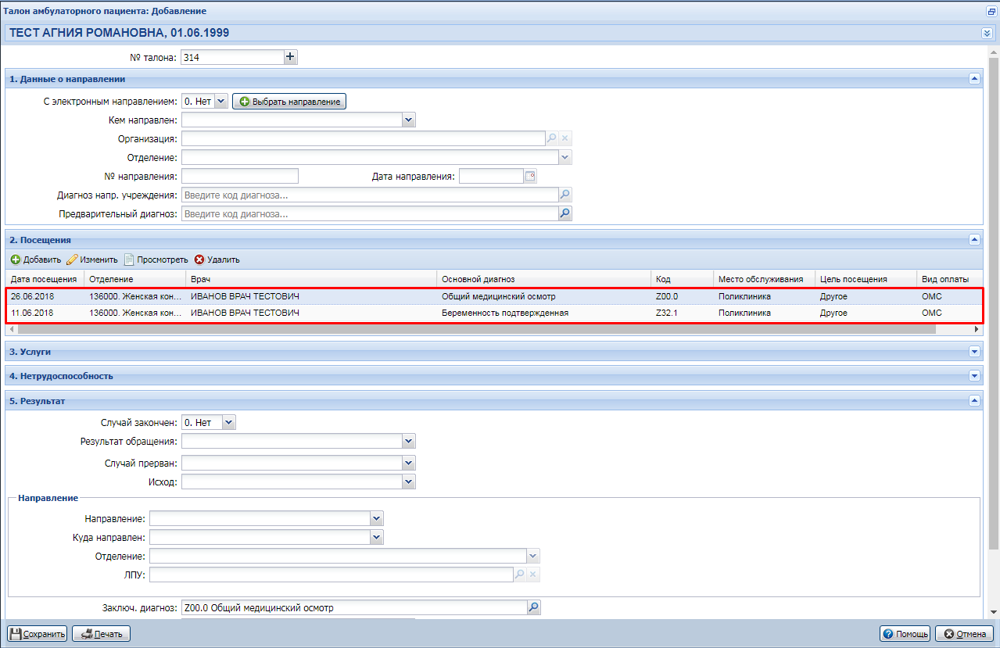 Талон амбулаторного пациента: Добавление
ТЕСТ АГНИЯ РОМАНОВНА, 01.06.1999
№ талона: 314
1. Данные о направлении
С электронным направлением: 0. Нет Выбрать направление
Кем направлен:
Организация:
Отделение:
№ направления: Дата направления:
Диагноз напр. учреждения: Введите код диагноза...
Предварительный диагноз: Введите код диагноза...
2. Посещения
Добавить Изменить Просмотреть Удалить
Дата посещения Отделение Врач Основной диагноз Код Место обслуживания Цель посещения Вид оплаты
26.06.2018 136000. Женская кон... ИВАНОВ ВРАЧ ТЕСТОВИЧ Общий медицинский осмотр Z00.0 Поликлиника Другое ОМС
11.06.2018 136000. Женская кон... ИВАНОВ ВРАЧ ТЕСТОВИЧ Беременность подтвержденная Z32.1 Поликлиника Другое ОМС
3. Услуги
4. Нетрудоспособность
5. Результат
Случай закончен: 0. Нет
Результат обращения:
Случай прерван:
Исход:
Направление
Направление:
Куда направлен:
Отделение:
ЛПУ:
Заключ. диагноз: Z00.0 Общий медицинский осмотр
Сохранить Печать Помощь Отмена